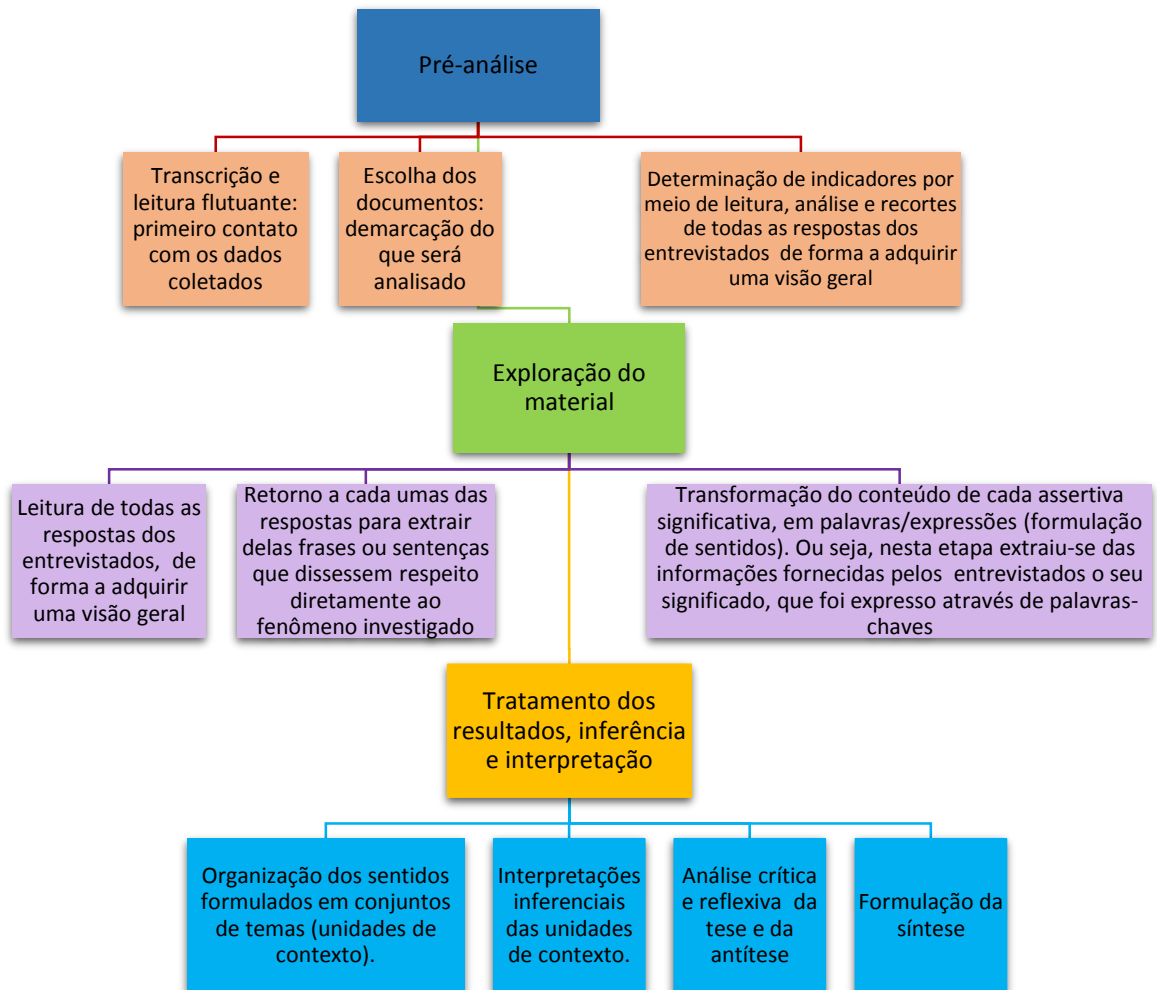 Pré-análise
Transcrição e
leitura flutuante:
primeiro contato
com os dados
coletados
Escolha dos
documentos:
demarcação do
que será
analisado
Determinação de indicadores por
meio de leitura, análise e recortes
de todas as respostas dos
entrevistados de forma a adquirir
uma visão geral
Exploração do
material
Leitura de todas as
respostas dos
entrevistados, de
forma a adquirir
uma visão geral
Retorno a cada umas das
respostas para extrair
delas frases ou sentenças
que dissessem respeito
diretamente ao
fenômeno investigado
Transformação do conteúdo de cada assertiva
significativa, em palavras/expressões (formulação
de sentidos). Ou seja, nesta etapa extraiu-se das
informações fornecidas pelos entrevistados o seu
significado, que foi expresso através de palavras-
chaves
Tratamento dos
resultados, inferência
e interpretação
Organização dos sentidos
formulados em conjuntos
de temas (unidades de
contexto).
Interpretações
inferenciais
das unidades
de contexto.
Análise crítica
e reflexiva da
tese e da
antítese
Formulação da
síntese